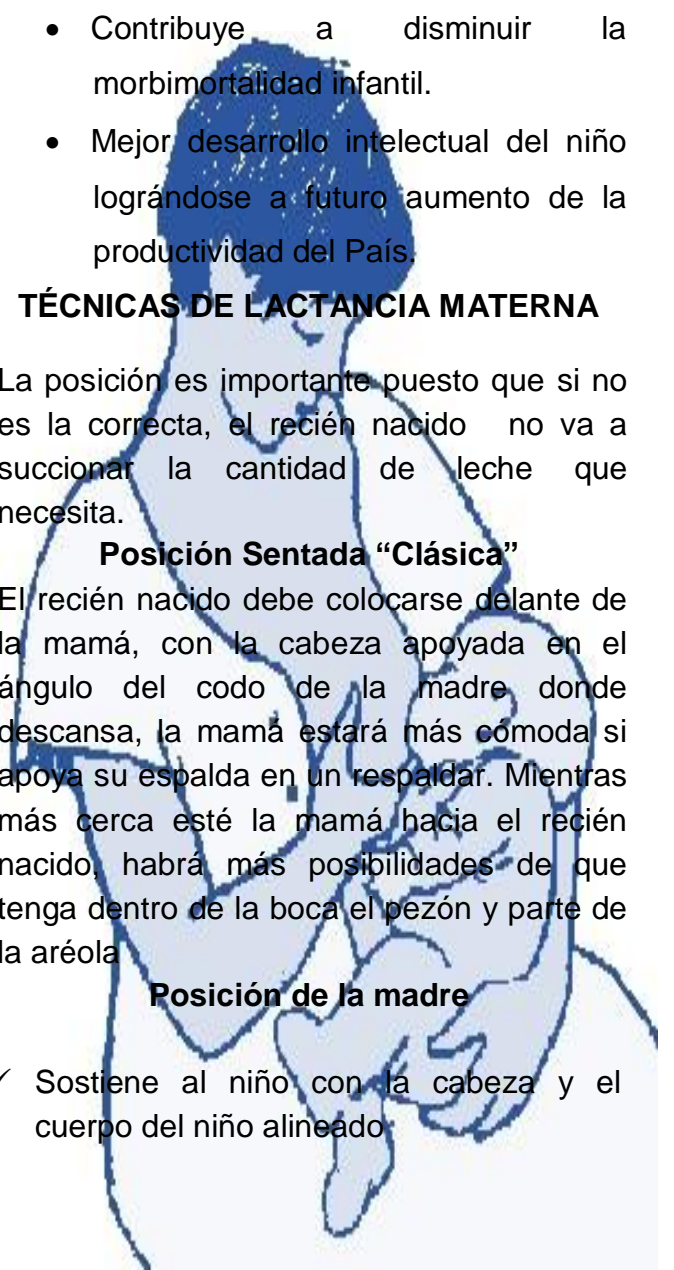 • Contribuye a disminuir la
morbimortalidad infantil.
• Mejor desarrollo intelectual del niño
lográndose a futuro aumento de la
productividad del País.
TÉCNICAS DE LACTANCIA MATERNA
La posición es importante puesto que si no
es la correcta, el recién nacido no va a
succionar la cantidad de leche que
necesita.
Posición Sentada “Clásica”
El recién nacido debe colocarse delante de
la mamá, con la cabeza apoyada en el
ángulo del codo de la madre donde
descansa, la mamá estará más cómoda si
apoya su espalda en un respaldar. Mientras
más cerca esté la mamá hacia el recién
nacido, habrá más posibilidades de que
tenga dentro de la boca el pezón y parte de
la aréola
Posición de la madre
✓ Sostiene al niño con la cabeza y el
cuerpo del niño alineado